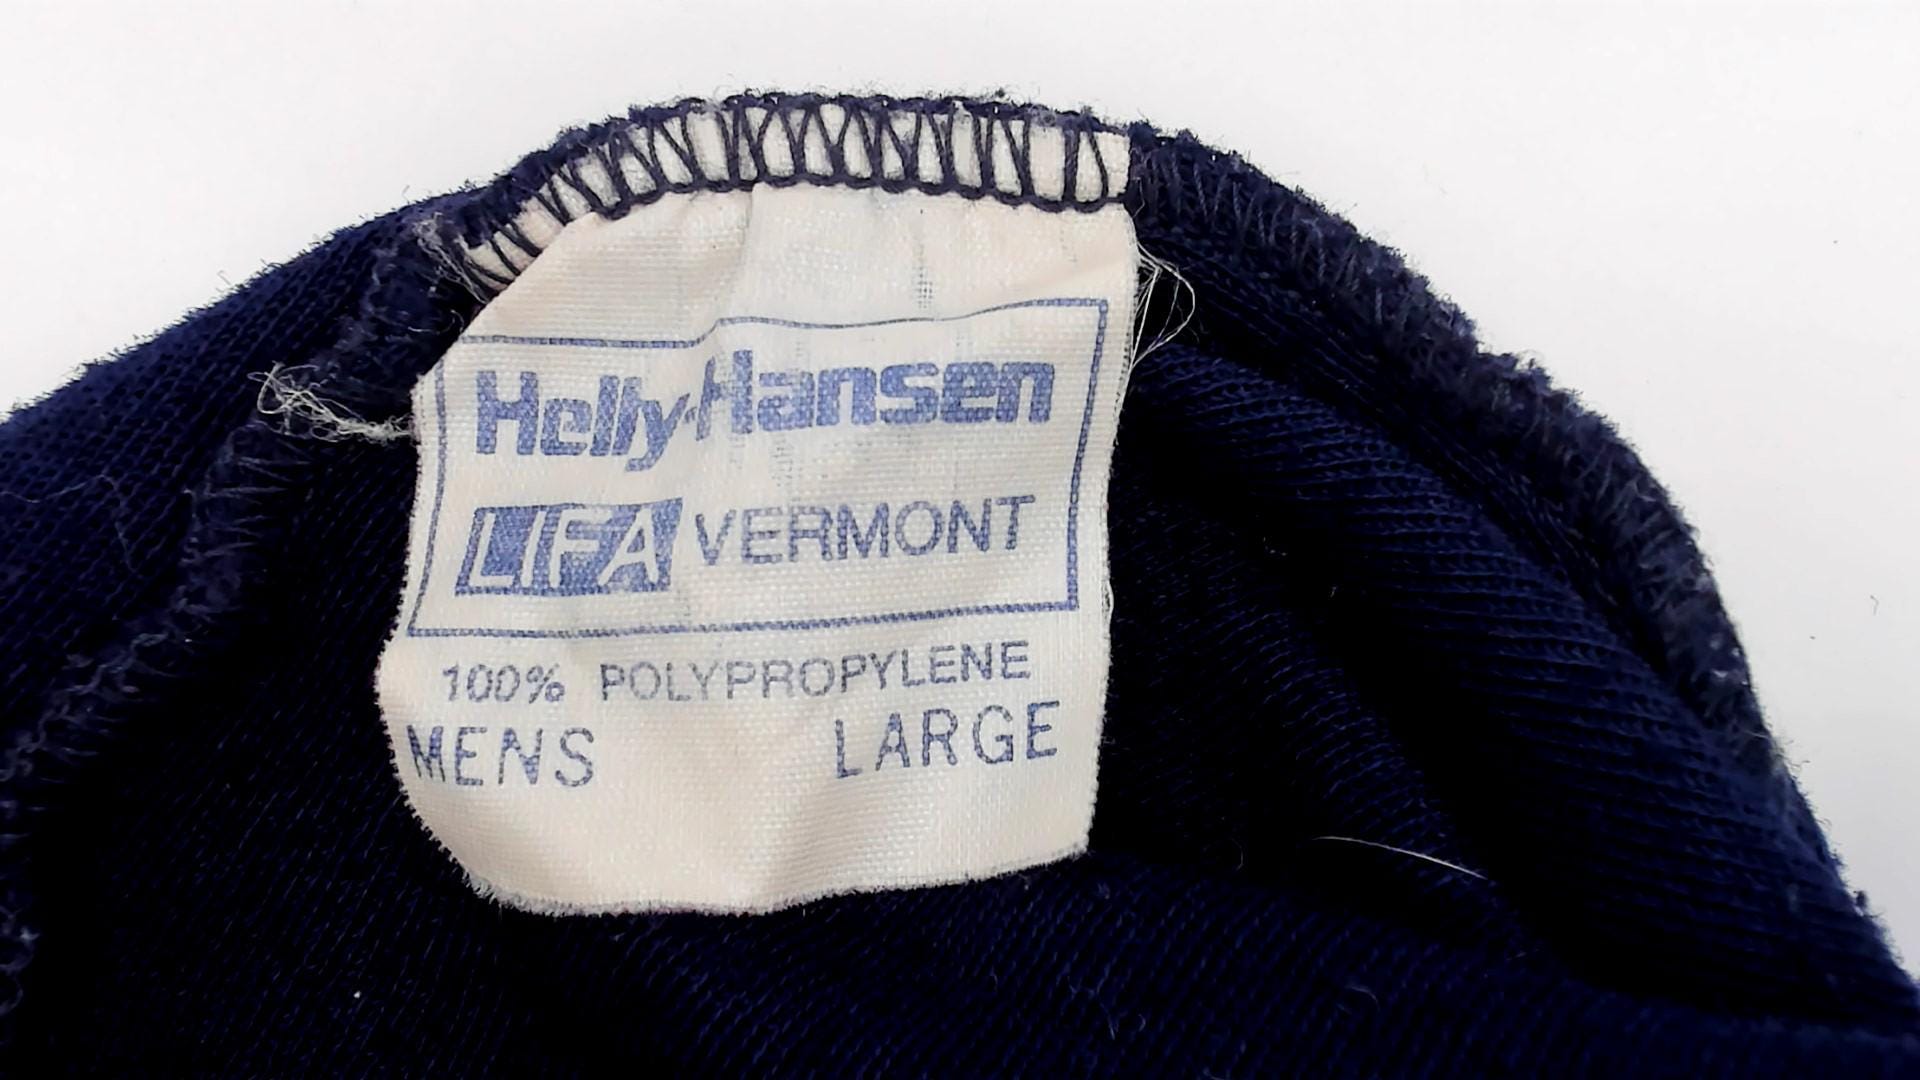 Helly-Hansen
LIFA VERMONT
100% POLYPROPYLENE
MENS LARGE